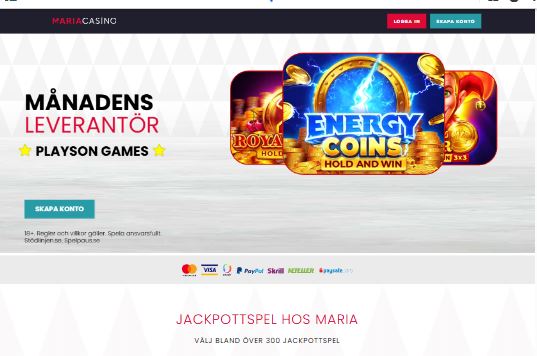 MARIACASINO
LOGGA IN
SKAPA KONTO
MÅNADENS
LEVERANTÖR
PLAYSON GAMES
ROYA
HOLD
ENERGY
COINS
HOLD AND WIN
3x3
SKAPA KONTO
18+. Regler och villkor gäller. Spela ansvarsfullt.
Stödlinjen.se, Spelpaus.se
VISA PayPal Skrill NETELLER paysafecard
JACKPOTTSPEL HOS MARIA
VÄLJ BLAND ÖVER 300 JACKPOTTSPEL